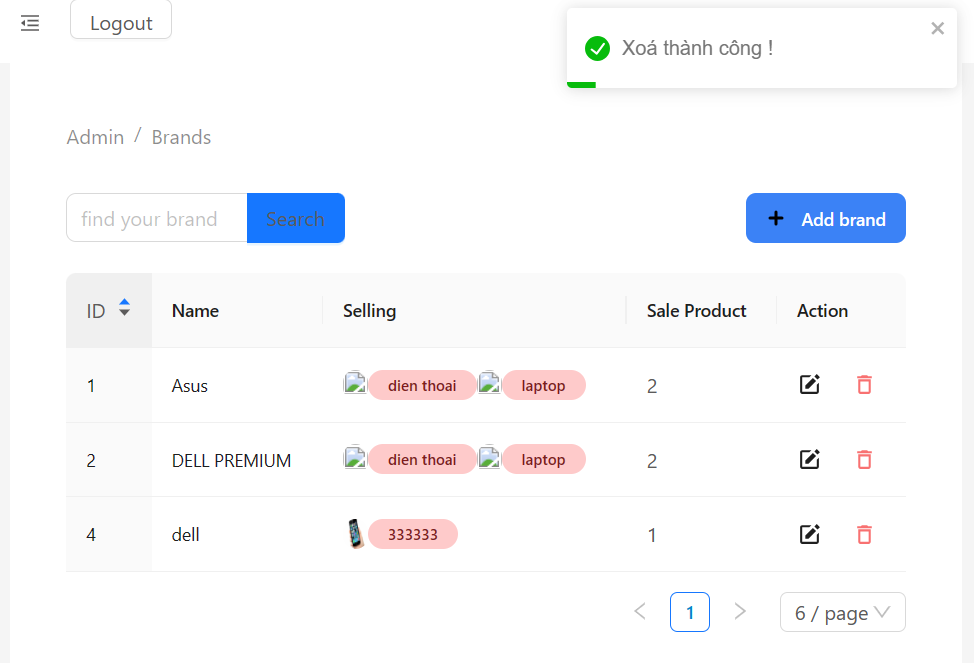 Logout
Xoá thành công !
Admin / Brands
find your brand Search
Add brand
ID Name Selling Sale Product Action
1 Asus dien thoai laptop 2
2 DELL PREMIUM dien thoai laptop 2
4 dell 333333 1
1 6 / page